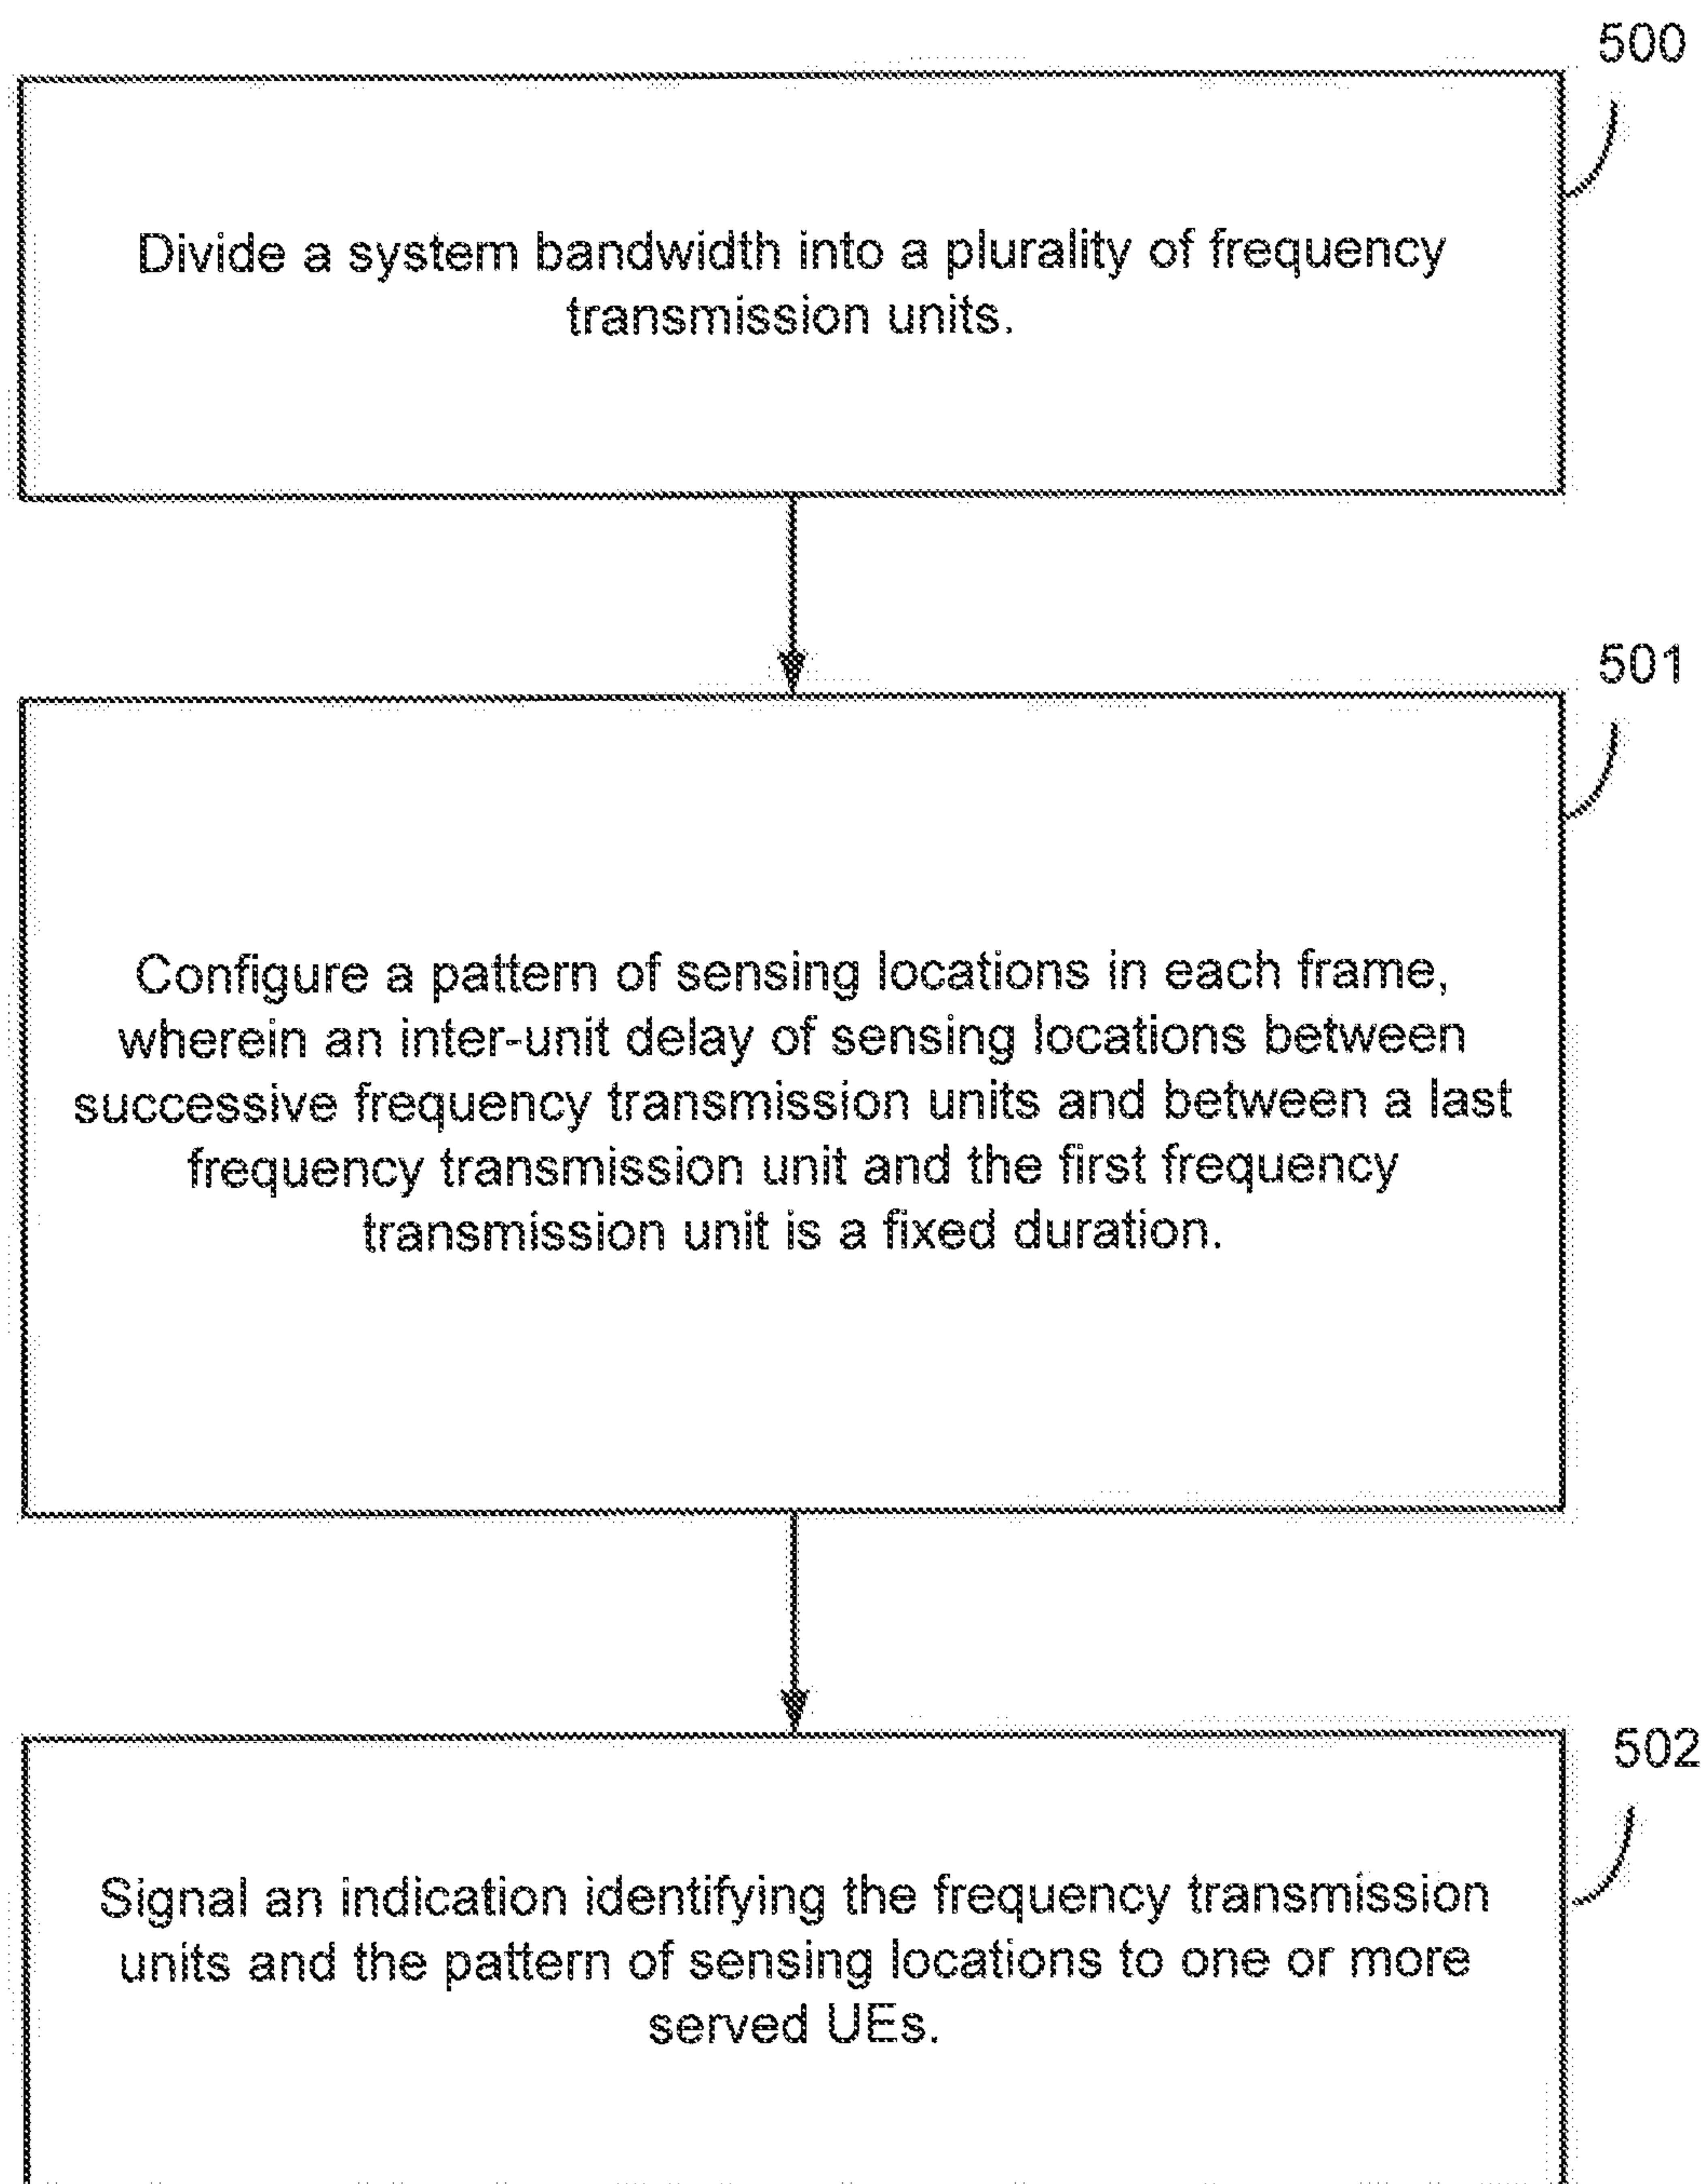 500
Divide a system bandwidth into a plurality of frequency
transmission units.
501
Configure a pattern of sensing locations in each frame,
wherein an inter-unit delay of sensing locations between
successive frequency transmission units and between a last
frequency transmission unit and the first frequency
transmission unit is a fixed duration.
502
Signal an indication identifying the frequency transmission
units and the pattern of sensing locations to one or more
served UEs.